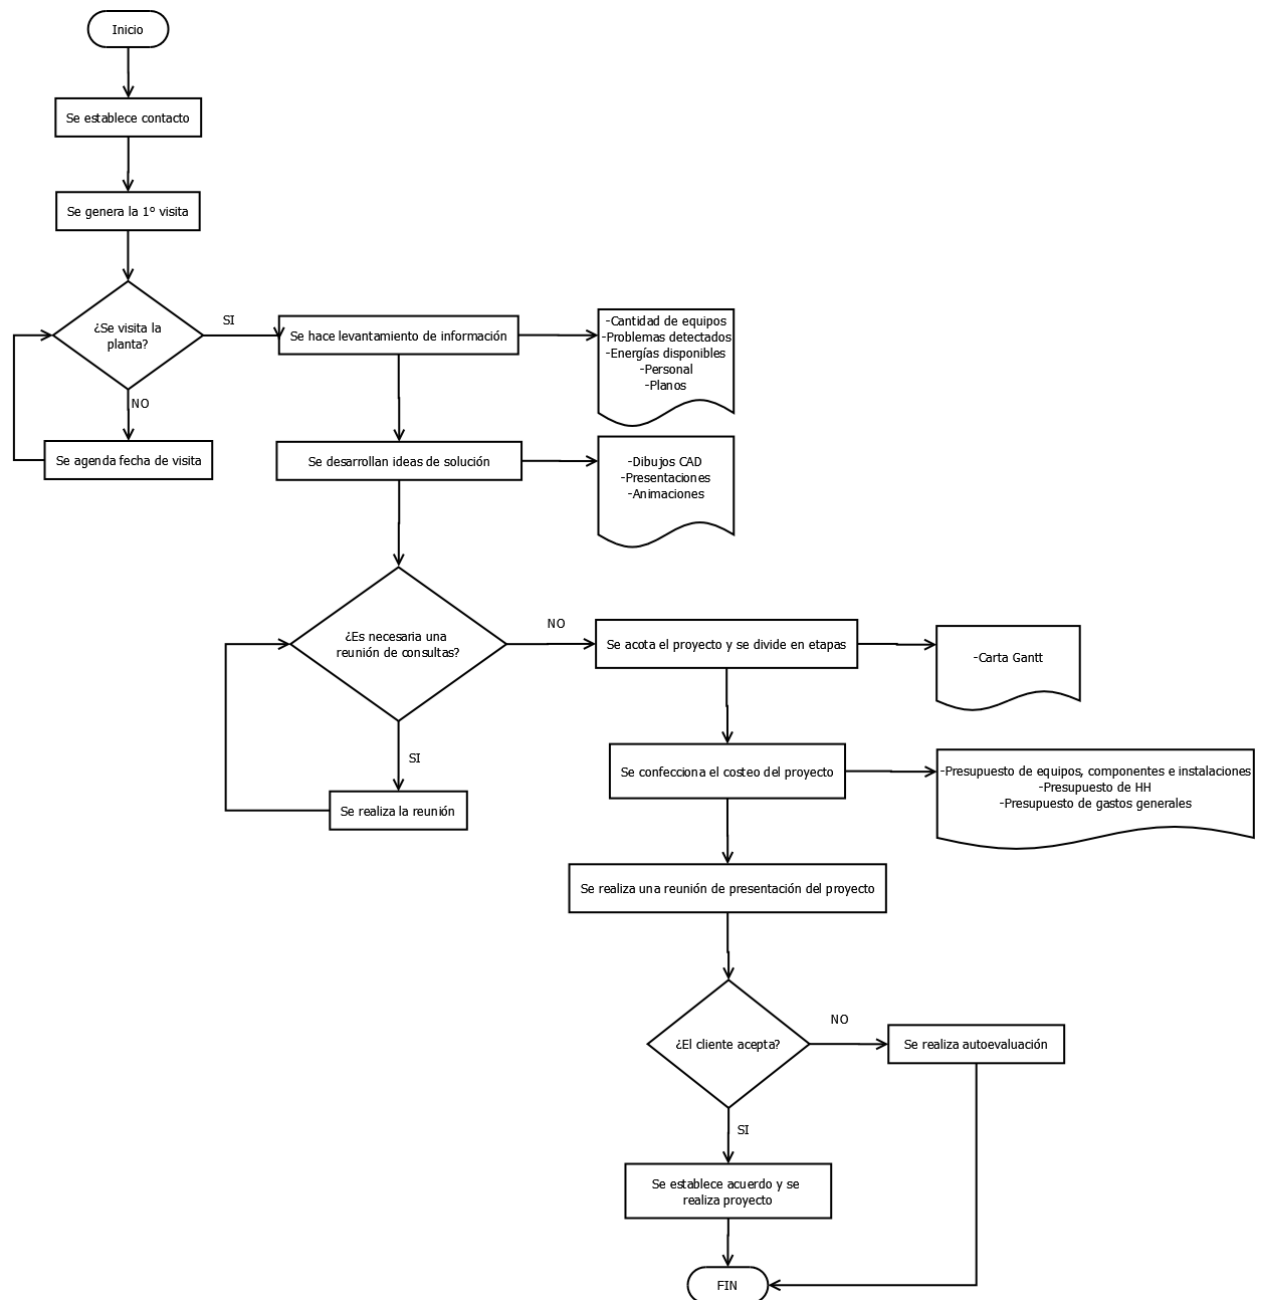 Inicio
Se establece contacto
Se genera la 1º visita
¿Se visita la
planta?
SI
Se hace levantamiento de información
-Cantidad de equipos
-Problemas detectados
-Energías disponibles
-Personal
-Planos
NO
Se agenda fecha de visita
Se desarrollan ideas de solución
-Dibujos CAD
-Presentaciones
-Animaciones
¿Es necesaria una
reunión de consultas?
NO
Se acota el proyecto y se divide en etapas
-Carta Gantt
SI
Se realiza la reunión
Se confecciona el costeo del proyecto
-Presupuesto de equipos, componentes e instalaciones
-Presupuesto de HH
-Presupuesto de gastos generales
Se realiza una reunión de presentación del proyecto
¿El cliente acepta?
NO
Se realiza autoevaluación
SI
Se establece acuerdo y se
realiza proyecto
FIN